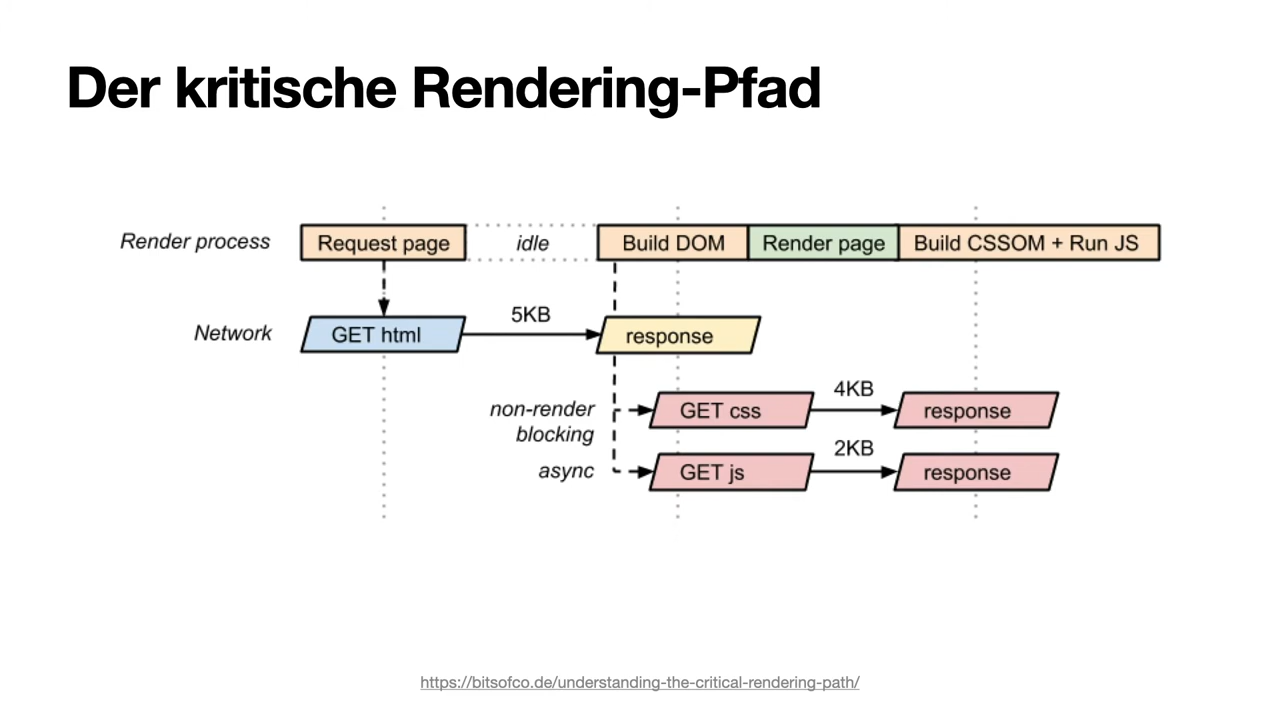 Der kritische Rendering-Pfad
Render process
Request page
idle
Build DOM
Render page
Build CSSOM + Run JS
Network
GET html
5KB
response
non-render
blocking
GET css
4KB
response
async
GET js
2KB
response
https://bitsofco.de/understanding-the-critical-rendering-path/